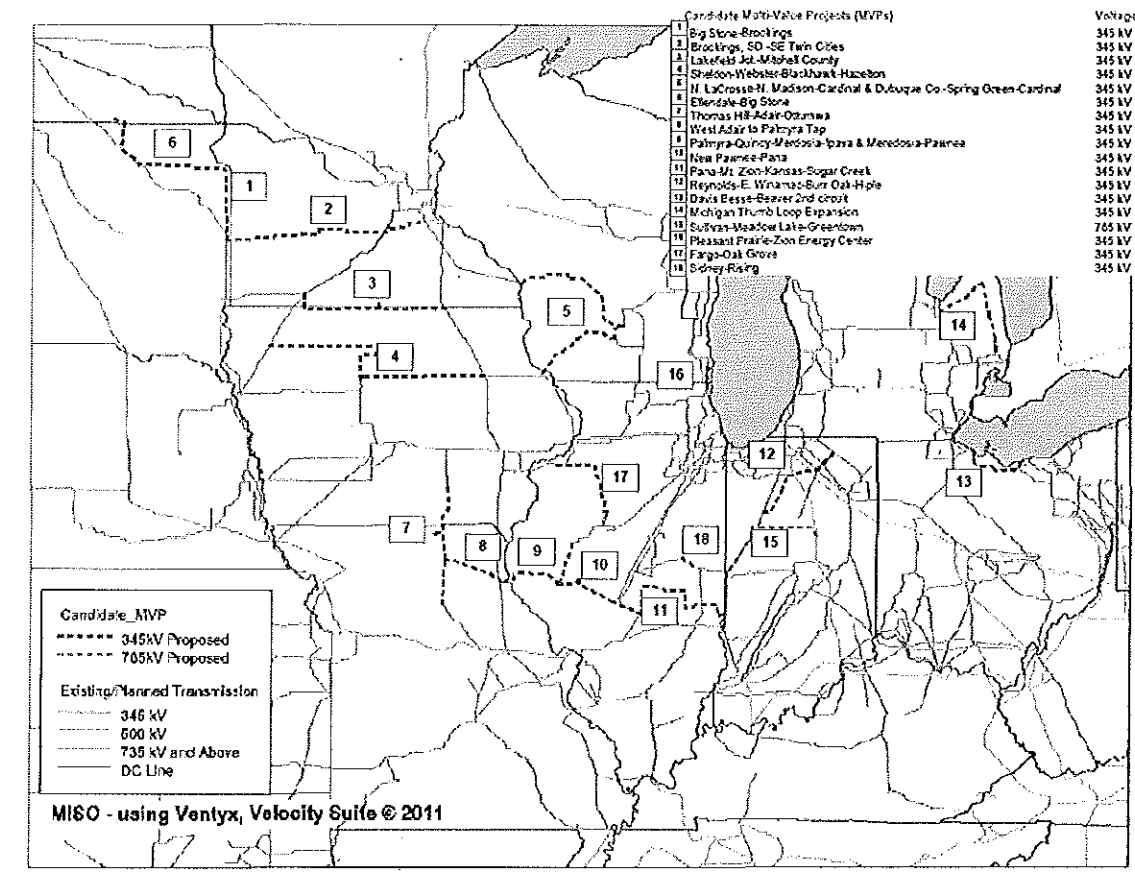 Candidate Multi-Value Projects (MVPs) Voltage
1 Big Stone-Brookings 345 kV
2 Brookings, SD-SE Twin Cities 345 kV
3 Lakefield Jct.-Mitchell County 345 kV
4 Sheldon-Webster-Blackhawk-Hazelton 345 kV
5 N. LaCrosse-N. Madison-Cardinal & Dubuque Co.-Spring Green-Cardinal 345 kV
6 Ellendale-Big Stone 345 kV
7 Thomas Hill-Adair-Ottumwa 345 kV
8 West Adair to Palmyra Tap 345 kV
9 Palmyra-Quincy-Merdosia-Ipava & Meredosia-Pawnee 345 kV
10 New Pawnee-Pana 345 kV
11 Pana-Mt. Zion-Kansas-Sugar Creek 345 kV
12 Reynolds-E. Winamac-Burr Oak-Hiple 345 kV
13 Davis Besse-Beaver 2nd circuit 345 kV
14 Michigan Thumb Loop Expansion 345 kV
15 Sullivan-Meadow Lake-Greentown 765 kV
16 Pleasant Prairie-Zion Energy Center 345 kV
17 Fargo-Oak Grove 345 kV
18 Sidney-Rising 345 kV
6
1
2
3
5
14
4
16
12
17
13
7
8
9
10
18
15
11
Candidate_MVP
345kV Proposed
765kV Proposed
Existing/Planned Transmission
345 kV
500 kV
735 kV and Above
DC Line
MISO - using Ventyx, Velocity Suite © 2011